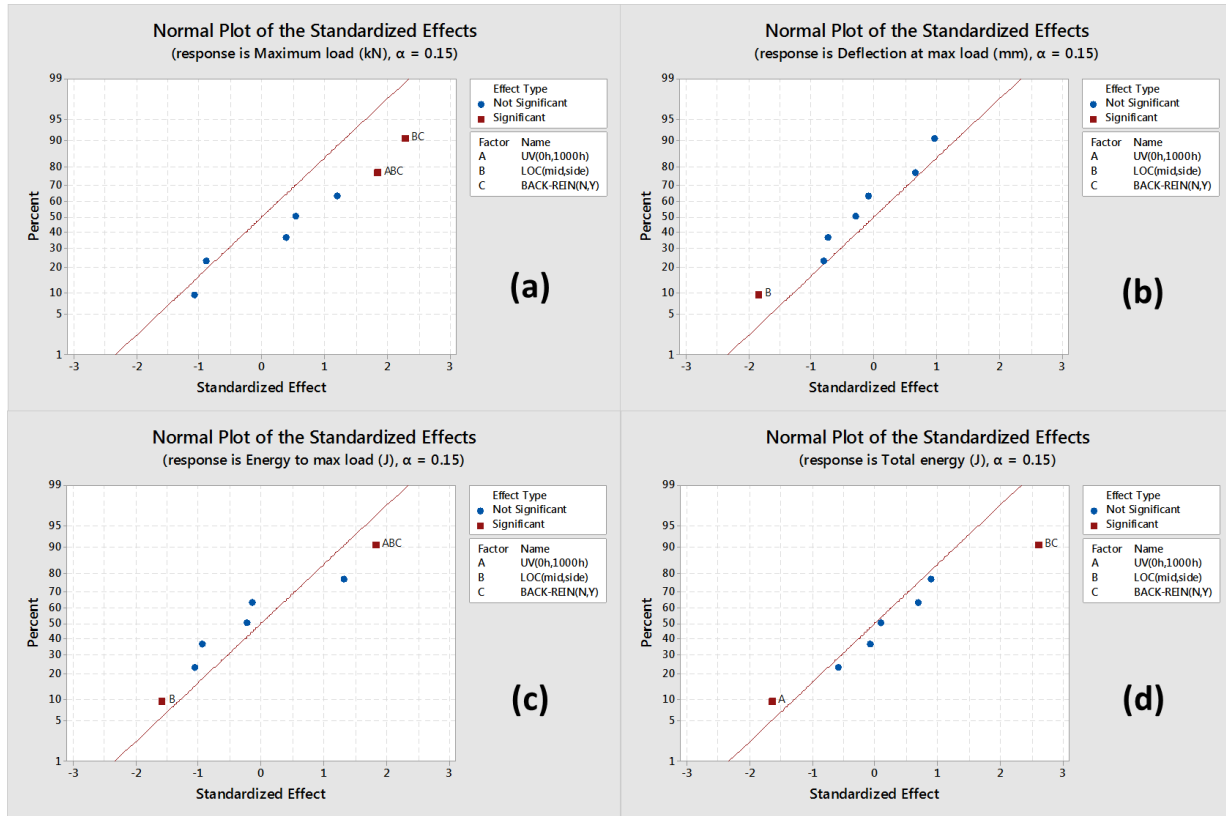 Normal Plot of the Standardized Effects
(response is Maximum load (kN), α = 0.15)
99
95
90
80
70
60
50
40
30
20
10
5
1
Percent
-3 -2 -1 0 1 2 3
Standardized Effect
BC
ABC
Effect Type
Not Significant
Significant
Factor Name
A UV(0h,1000h)
B LOC(mid,side)
C BACK-REIN(N,Y)
(a)
Normal Plot of the Standardized Effects
(response is Deflection at max load (mm), α = 0.15)
99
95
90
80
70
60
50
40
30
20
10
5
1
Percent
-3 -2 -1 0 1 2 3
Standardized Effect
B
Effect Type
Not Significant
Significant
Factor Name
A UV(0h,1000h)
B LOC(mid,side)
C BACK-REIN(N,Y)
(b)
Normal Plot of the Standardized Effects
(response is Energy to max load (J), α = 0.15)
99
95
90
80
70
60
50
40
30
20
10
5
1
Percent
-3 -2 -1 0 1 2 3
Standardized Effect
ABC
B
Effect Type
Not Significant
Significant
Factor Name
A UV(0h,1000h)
B LOC(mid,side)
C BACK-REIN(N,Y)
(c)
Normal Plot of the Standardized Effects
(response is Total energy (J), α = 0.15)
99
95
90
80
70
60
50
40
30
20
10
5
1
Percent
-3 -2 -1 0 1 2 3
Standardized Effect
BC
A
Effect Type
Not Significant
Significant
Factor Name
A UV(0h,1000h)
B LOC(mid,side)
C BACK-REIN(N,Y)
(d)